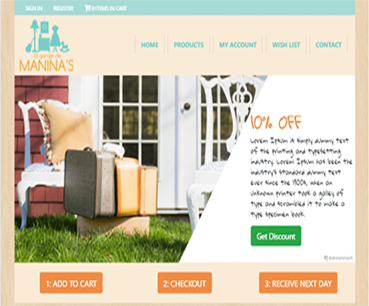 SIGN IN REGISTER 0 ITEMS IN CART
El garaje de
MANINA'S
HOME PRODUCTS MY ACCOUNT WISH LIST CONTACT
10% OFF
Lorem Ipsum is simply dummy text
of the printing and typesetting
industry. Lorem Ipsum has been the
industry's standard dummy text
ever since the 1500s, when an
unknown printer took a galley of
type and scrambled it to make a
type specimen book.
Get Discount
1: ADD TO CART 2: CHECKOUT 3: RECEIVE NEXT DAY